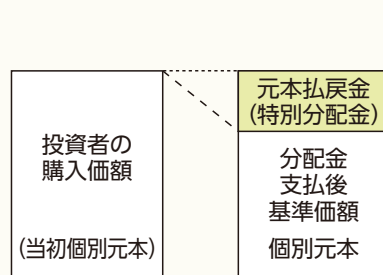 投資者の
購入価額
(当初個別元本)
元本払戻金
(特別分配金)
分配金
支払後
基準価額
個別元本